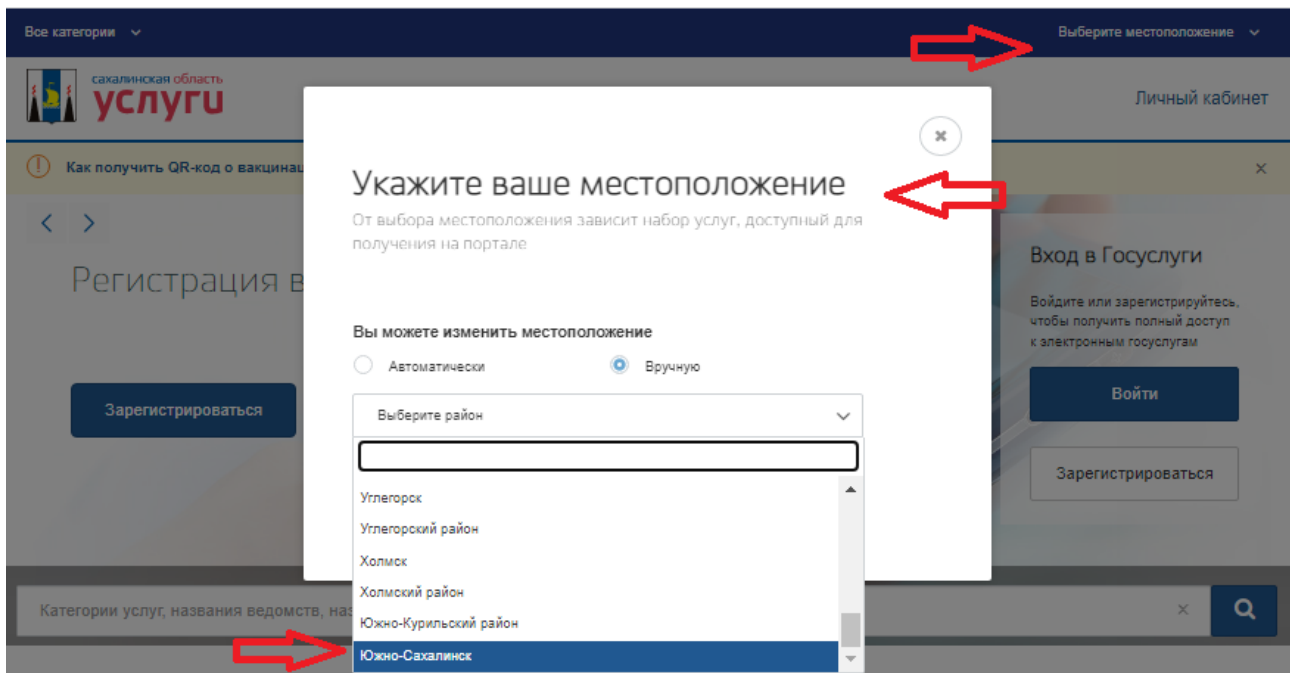 Все категории
Выберите местоположение
сахалинская область
услуги
Личный кабинет
Как получить QR-код о
Укажите ваше местоположение
От выбора местоположения зависит набор услуг, доступный для
получения на портале
Регистрация в
Вход в Госуслуги
Войдите или зарегистрируйтесь,
чтобы получить полный доступ
к электронным госуслугам
Вы можете изменить местоположение
Автоматически
Вручную
Зарегистрироваться
Выберите район
Войти
Зарегистрироваться
Углегорск
Углегорский район
Холмск
Холмский район
Южно-Курильский район
Южно-Сахалинск
Категории услуг, названия ведомств,